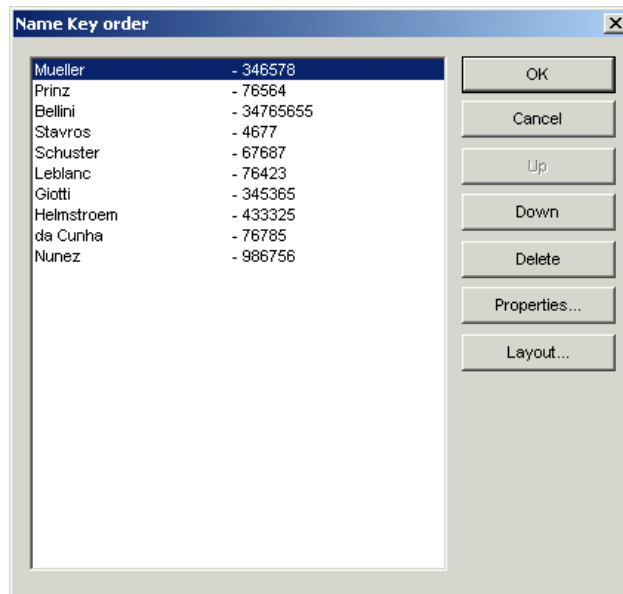 Name Key order
Mueller - 346578
Prinz - 76564
Bellini - 34765655
Stavros - 4677
Schuster - 67687
Leblanc - 76423
Giotti - 345365
Helmstroem - 433325
da Cunha - 76785
Nunez - 986756
OK
Cancel
Up
Down
Delete
Properties...
Layout...